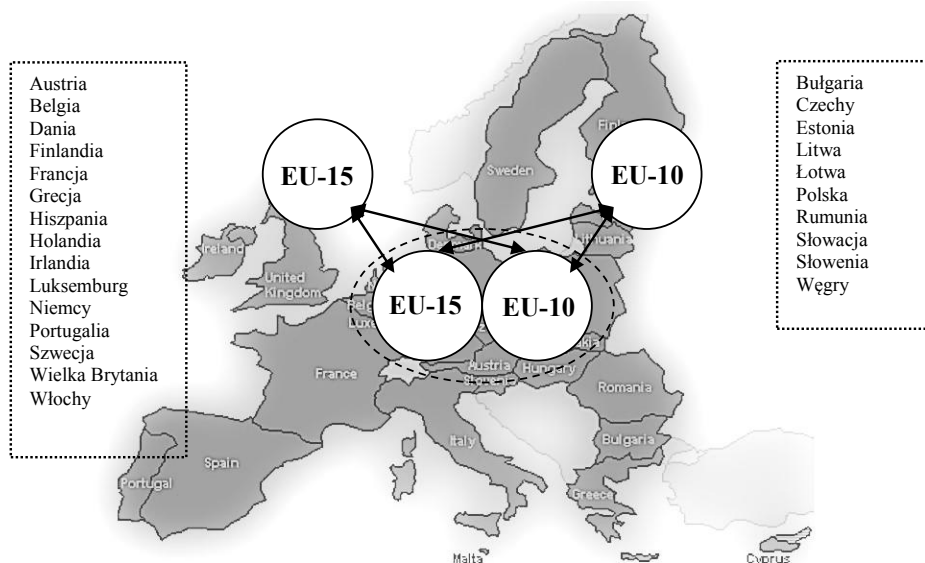 Austria
Belgia
Dania
Finlandia
Francja
Grecja
Hiszpania
Holandia
Irlandia
Luksemburg
Niemcy
Portugalia
Szwecja
Wielka Brytania
Włochy
EU-15
EU-10
EU-15
EU-10
Bułgaria
Czechy
Estonia
Litwa
Łotwa
Polska
Rumunia
Słowacja
Słowenia
Węgry
Sweden
Lithuania
Ireland
United
Kingdom
France
Austria
Hungary
Romania
Bulgaria
Italy
Spain
Portugal
Greece
Malta
Cyprus